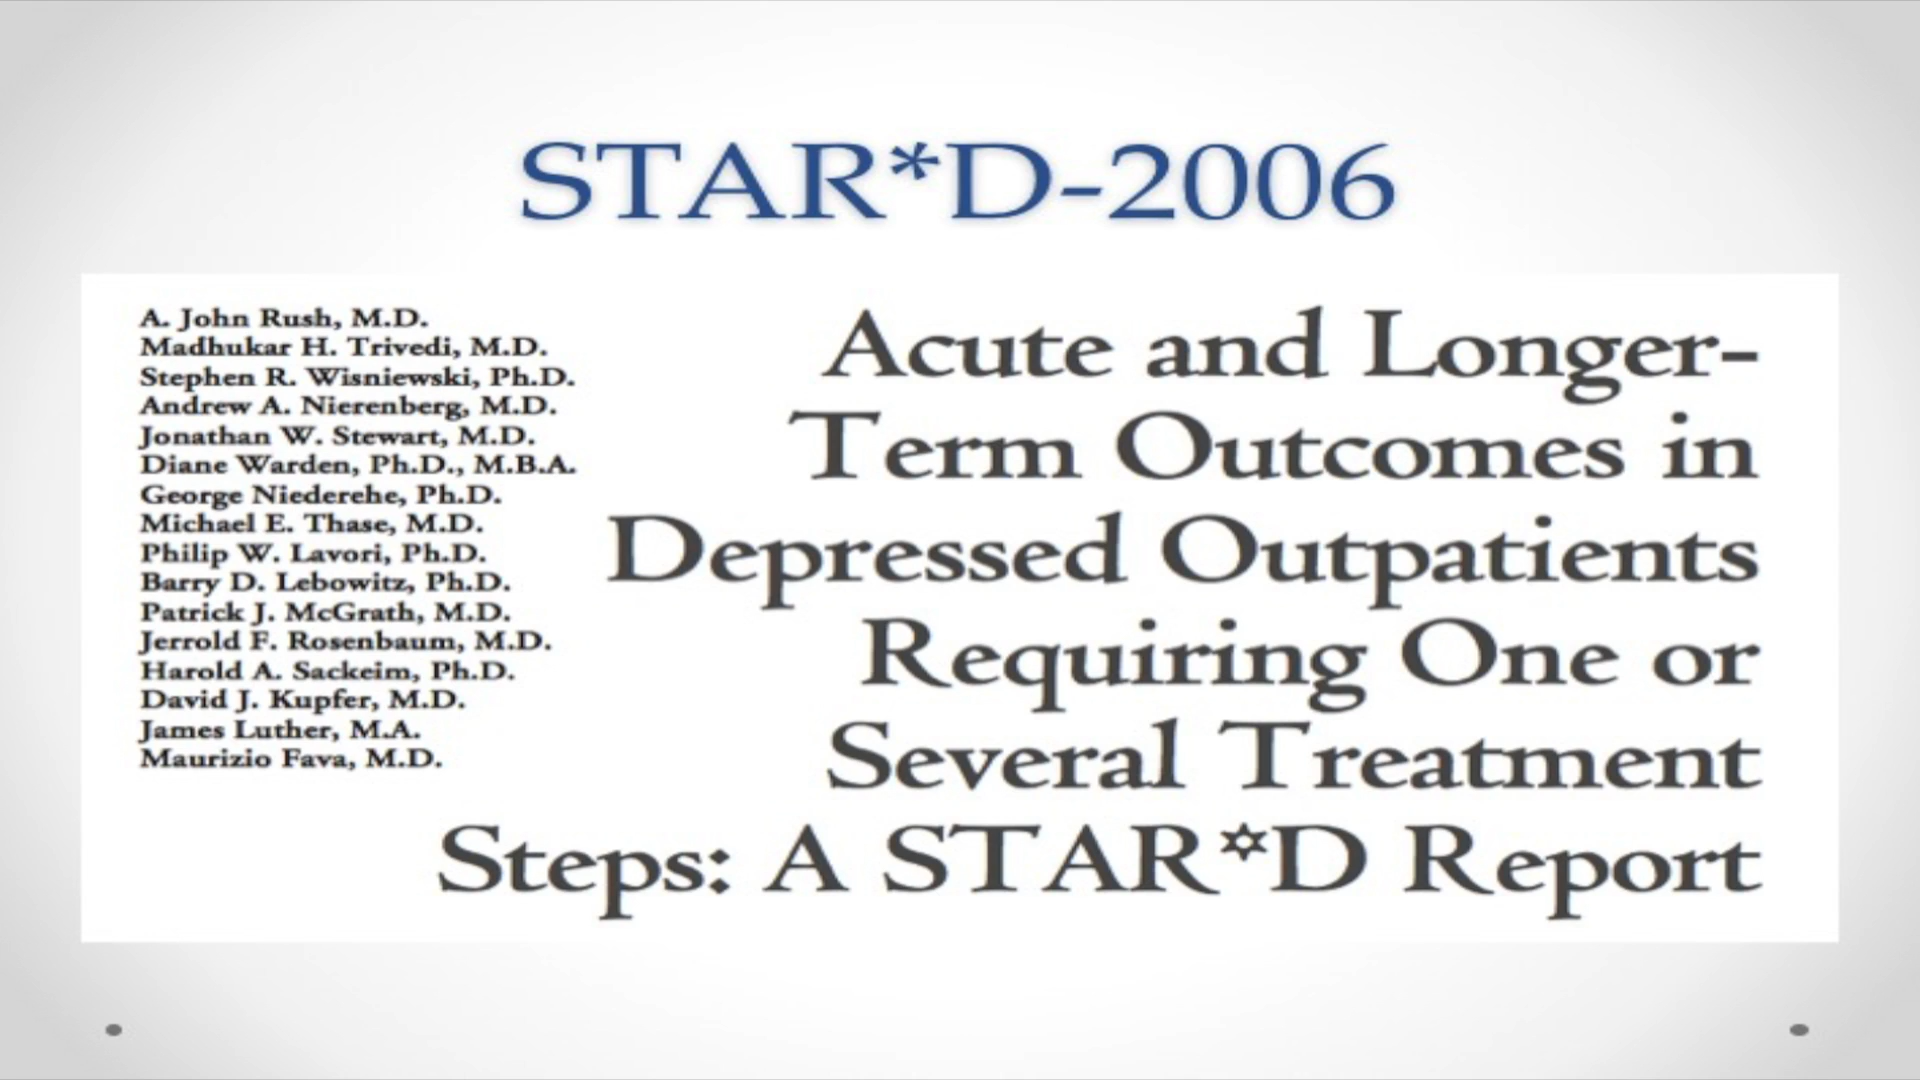 STAR*D-2006
A. John Rush, M.D.
Madhukar H. Trivedi, M.D.
Stephen R. Wisniewski, Ph.D.
Andrew A. Nierenberg, M.D.
Jonathan W. Stewart, M.D.
Diane Warden, Ph.D., M.B.A.
George Niederehe, Ph.D.
Michael E. Thase, M.D.
Philip W. Lavori, Ph.D.
Barry D. Lebowitz, Ph.D.
Patrick J. McGrath, M.D.
Jerrold F. Rosenbaum, M.D.
Harold A. Sackeim, Ph.D.
David J. Kupfer, M.D.
James Luther, M.A.
Maurizio Fava, M.D.
Acute and Longer-
Term Outcomes in
Depressed Outpatients
Requiring One or
Several Treatment
Steps: A STAR✡D Report